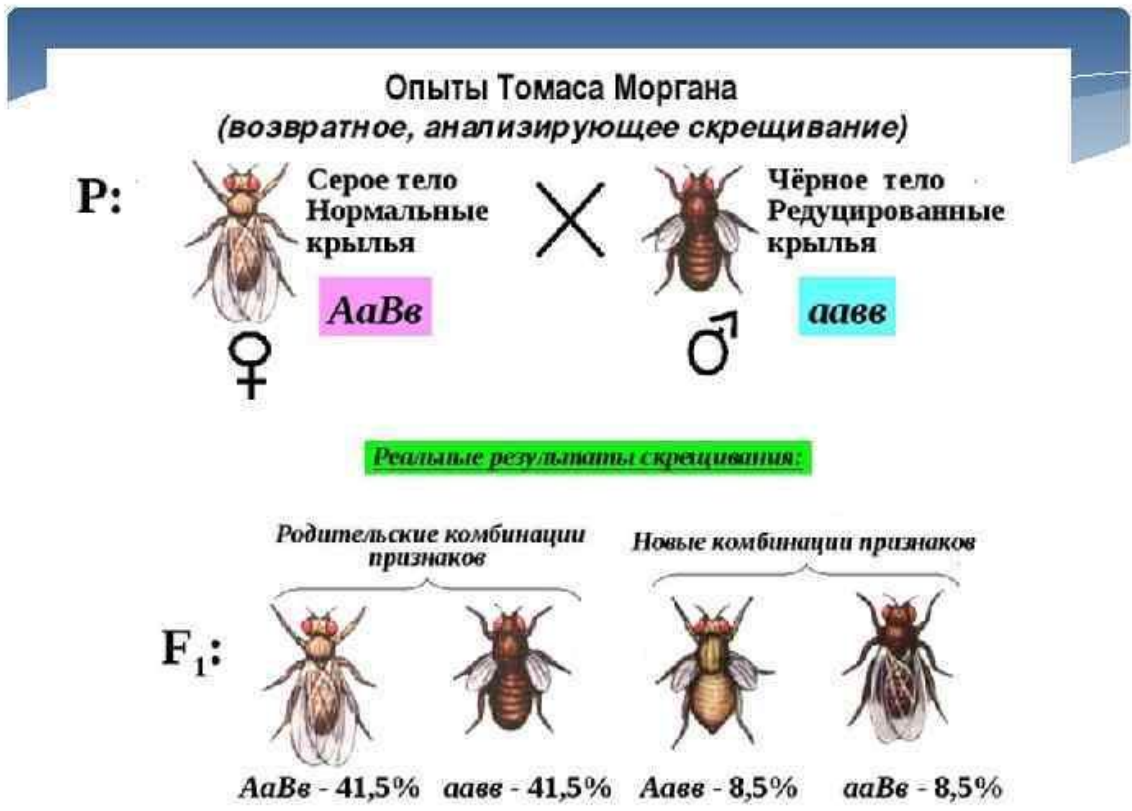 Опыты Томаса Моргана
(возвратное, анализирующее скрещивание)
P:
Серое тело
Нормальные
крылья
АаВв
♀
Чёрное тело
Редуцированные
крылья
аавв
♂
Реальные результаты скрещивания:
Родительские комбинации
признаков
Новые комбинации признаков
F₁:
АаВв - 41,5% аавв - 41,5% Аавв - 8,5% ааВв - 8,5%